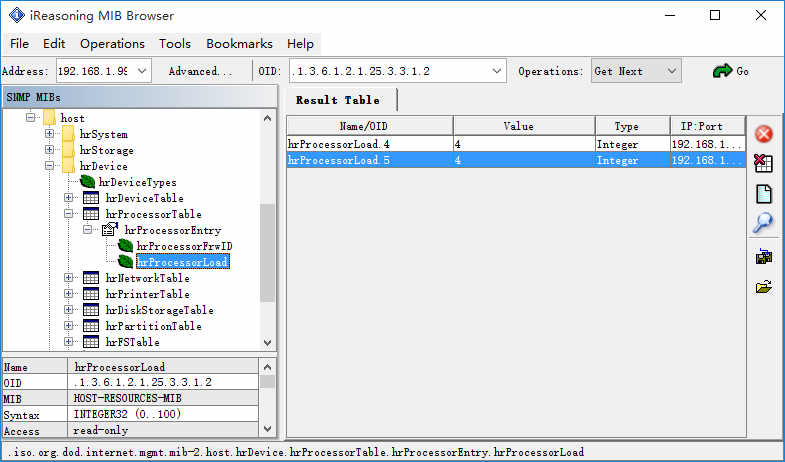 iReasoning MIB Browser
File Edit Operations Tools Bookmarks Help
Address: 192.168.1.99 Advanced... OID: .1.3.6.1.2.1.25.3.3.1.2 Operations: Get Next Go
SNMP MIBs
host
hrSystem
hrStorage
hrDevice
hrDeviceTypes
hrDeviceTable
hrProcessorTable
hrProcessorEntry
hrProcessorFrwID
hrProcessorLoad
hrNetworkTable
hrPrinterTable
hrDiskStorageTable
hrPartitionTable
hrFSTable
Name hrProcessorLoad
OID .1.3.6.1.2.1.25.3.3.1.2
MIB HOST-RESOURCES-MIB
Syntax INTEGER32 (0..100)
Access read-only
Result Table
Name/OID Value Type IP:Port
hrProcessorLoad.4 4 Integer 192.168.1...
hrProcessorLoad.5 4 Integer 192.168.1...
.iso.org.dod.internet.mgmt.mib-2.host.hrDevice.hrProcessorTable.hrProcessorEntry.hrProcessorLoad